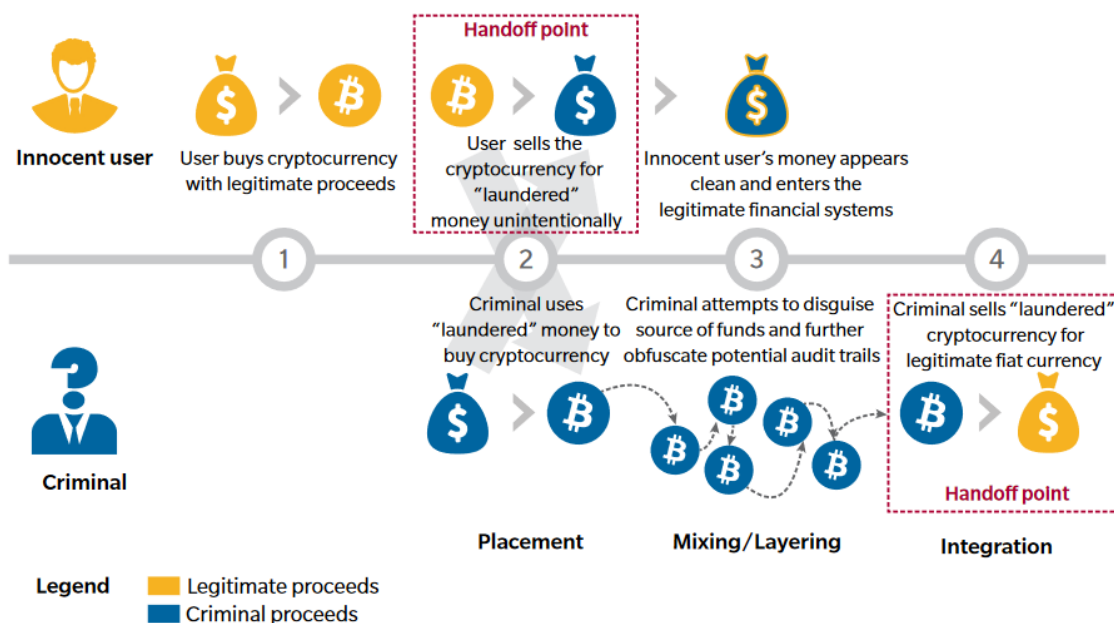 Handoff point
Innocent user
User buys cryptocurrency
with legitimate proceeds
User sells the
cryptocurrency for
"laundered"
money unintentionally
Innocent user's money appears
clean and enters the
legitimate financial systems
1
2
3
4
Criminal uses
"laundered" money to
buy cryptocurrency
Criminal attempts to disguise
source of funds and further
obfuscate potential audit trails
Criminal sells "laundered"
cryptocurrency for
legitimate fiat currency
Criminal
Handoff point
Placement
Mixing/Layering
Integration
Legend
Legitimate proceeds
Criminal proceeds